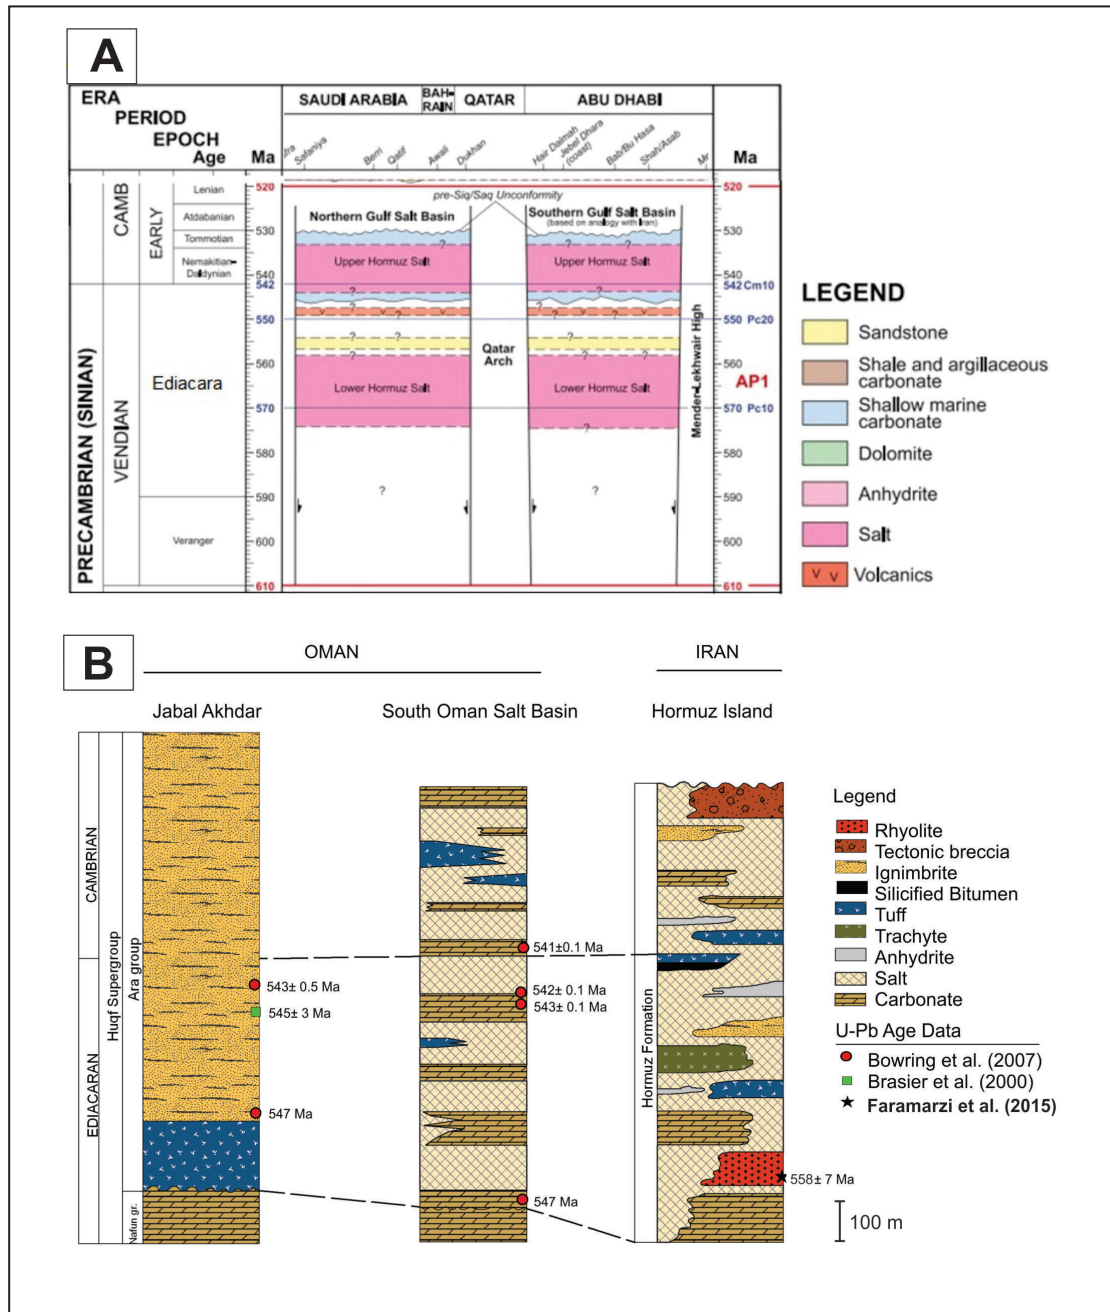 A
ERA
PERIOD
EPOCH
Age
Ma
SAUDI ARABIA
BAH-
RAIN
QATAR
ABU DHABI
Ma
Safaniya
Berri
Qatif
Awali
Dukhan
Hair Dalmah
Jebel Dhara
(coast)
Bab/Bu Hasa
Shah/Asab
PRECAMBRIAN (SINIAN)
CAMB
VENDIAN
EARLY
Lenian
Atdabanian
Tommotian
Nemakitian-
Daldynian
Ediacara
Veranger
520
530
540
542
550
560
570
580
590
600
610
pre-Siq/Saq Unconformity
Northern Gulf Salt Basin
Southern Gulf Salt Basin
(based on analogy with Iran)
? ? ?
Upper Hormuz Salt
Upper Hormuz Salt
? ?
? ?
V V V V V V
? ? ?
? ?
? ? ?
Lower Hormuz Salt
Lower Hormuz Salt
?
? ?
Qatar
Arch
Mender-Lekhwair High
520
530
540
542 Cm10
550 Pc20
560
AP1
570 Pc10
580
590
600
610
LEGEND
Sandstone
Shale and argillaceous
carbonate
Shallow marine
carbonate
Dolomite
Anhydrite
Salt
V V Volcanics
B
OMAN
IRAN
Jabal Akhdar
South Oman Salt Basin
Hormuz Island
CAMBRIAN
EDIACARAN
Huqf Supergroup
Ara group
Nafun gr.
543± 0.5 Ma
545± 3 Ma
547 Ma
541±0.1 Ma
542± 0.1 Ma
543± 0.1 Ma
547 Ma
Hormuz Formation
558± 7 Ma
Legend
Rhyolite
Tectonic breccia
Ignimbrite
Silicified Bitumen
Tuff
Trachyte
Anhydrite
Salt
Carbonate
U-Pb Age Data
Bowring et al. (2007)
Brasier et al. (2000)
Faramarzi et al. (2015)
100 m